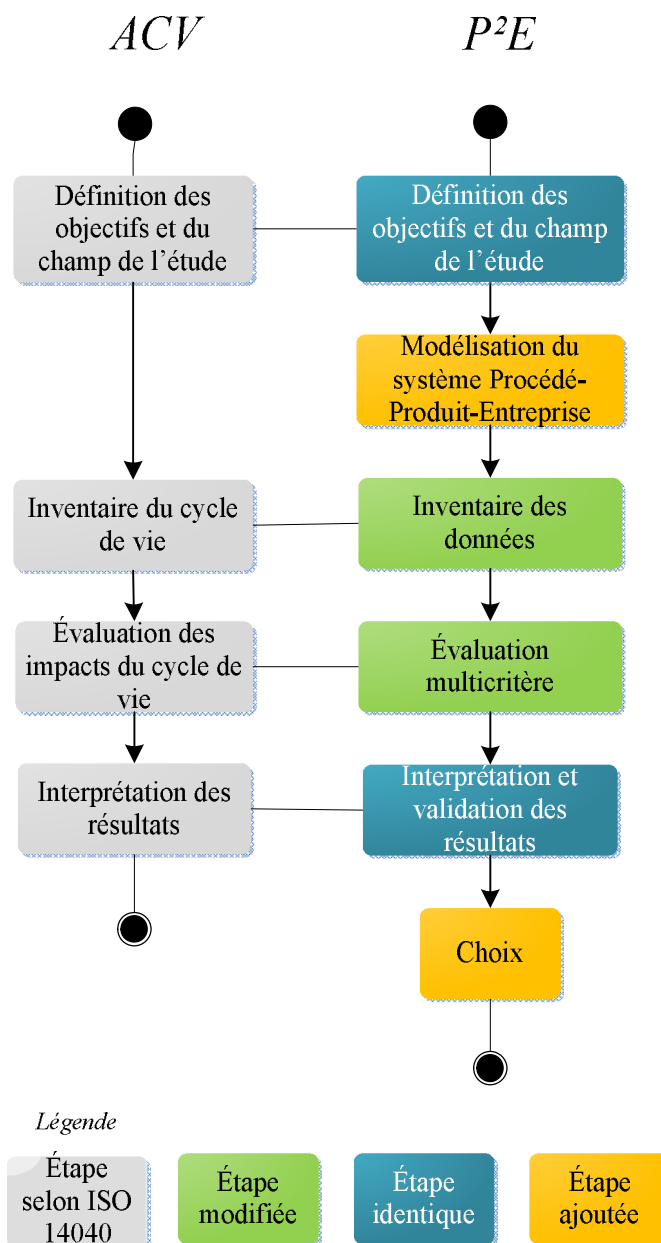 ACV
P²E
Définition des
objectifs et du
champ de l'étude
Définition des
objectifs et du champ
de l'étude
Modélisation du
système Procédé-
Produit-Entreprise
Inventaire du cycle
de vie
Inventaire des
données
Évaluation des
impacts du cycle de
vie
Évaluation
multicritère
Interprétation des
résultats
Interprétation et
validation des
résultats
Choix
Légende
Étape
selon ISO
14040
Étape
modifiée
Étape
identique
Étape
ajoutée